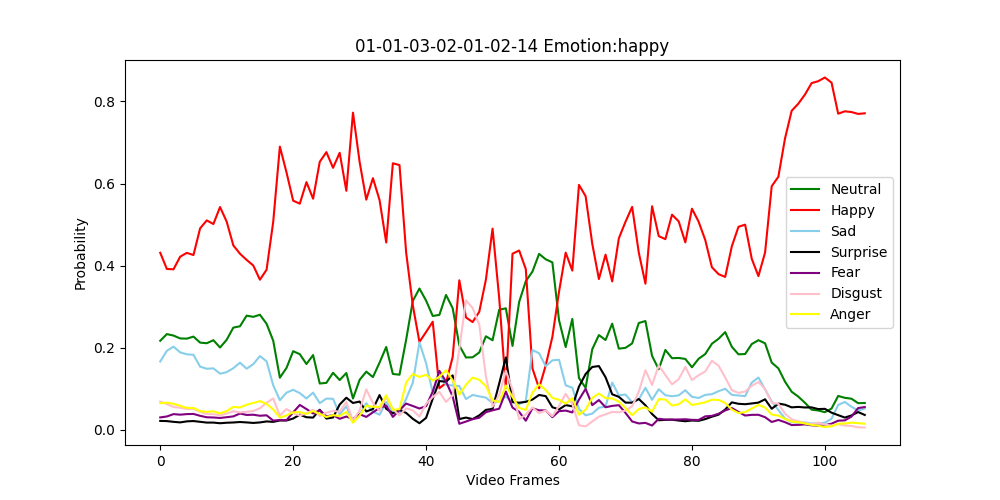 01-01-03-02-01-02-14 Emotion:happy
Probability
0.8
0.6
0.4
0.2
0.0
Neutral
Happy
Sad
Surprise
Fear
Disgust
Anger
0 20 40 60 80 100
Video Frames